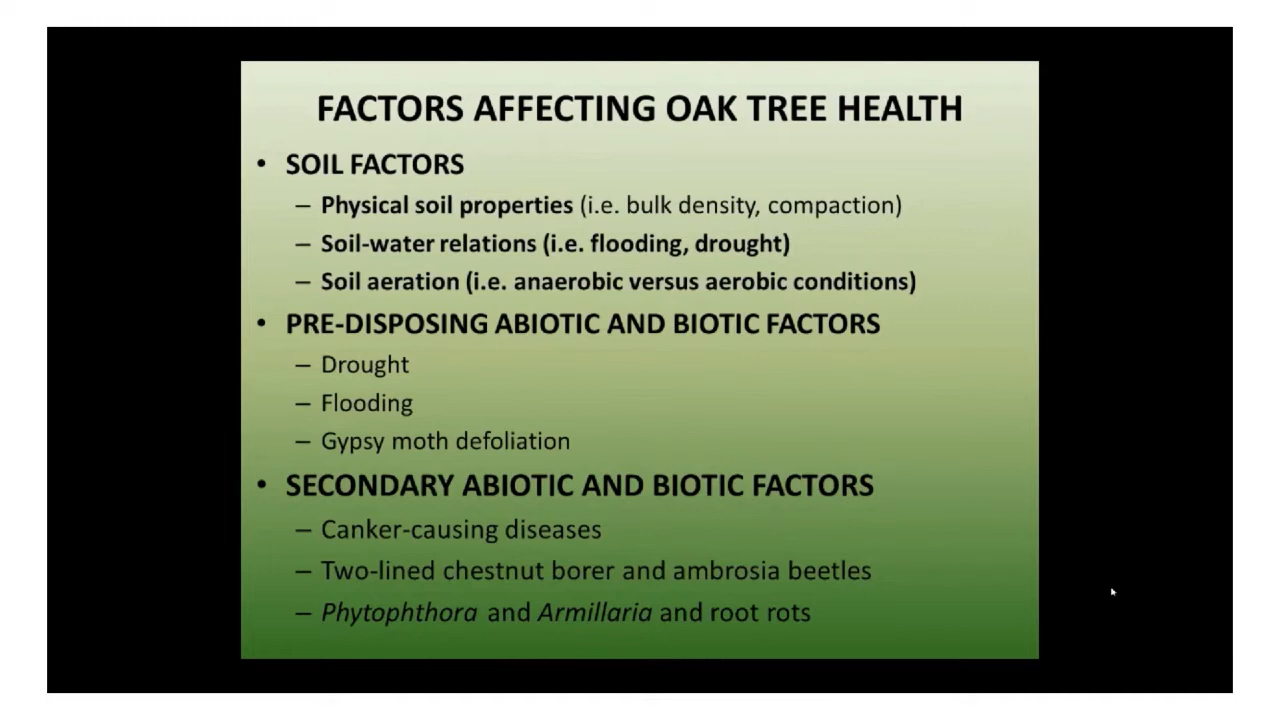 FACTORS AFFECTING OAK TREE HEALTH
• SOIL FACTORS
– Physical soil properties (i.e. bulk density, compaction)
– Soil-water relations (i.e. flooding, drought)
– Soil aeration (i.e. anaerobic versus aerobic conditions)
• PRE-DISPOSING ABIOTIC AND BIOTIC FACTORS
– Drought
– Flooding
– Gypsy moth defoliation
• SECONDARY ABIOTIC AND BIOTIC FACTORS
– Canker-causing diseases
– Two-lined chestnut borer and ambrosia beetles
– Phytophthora and Armillaria and root rots